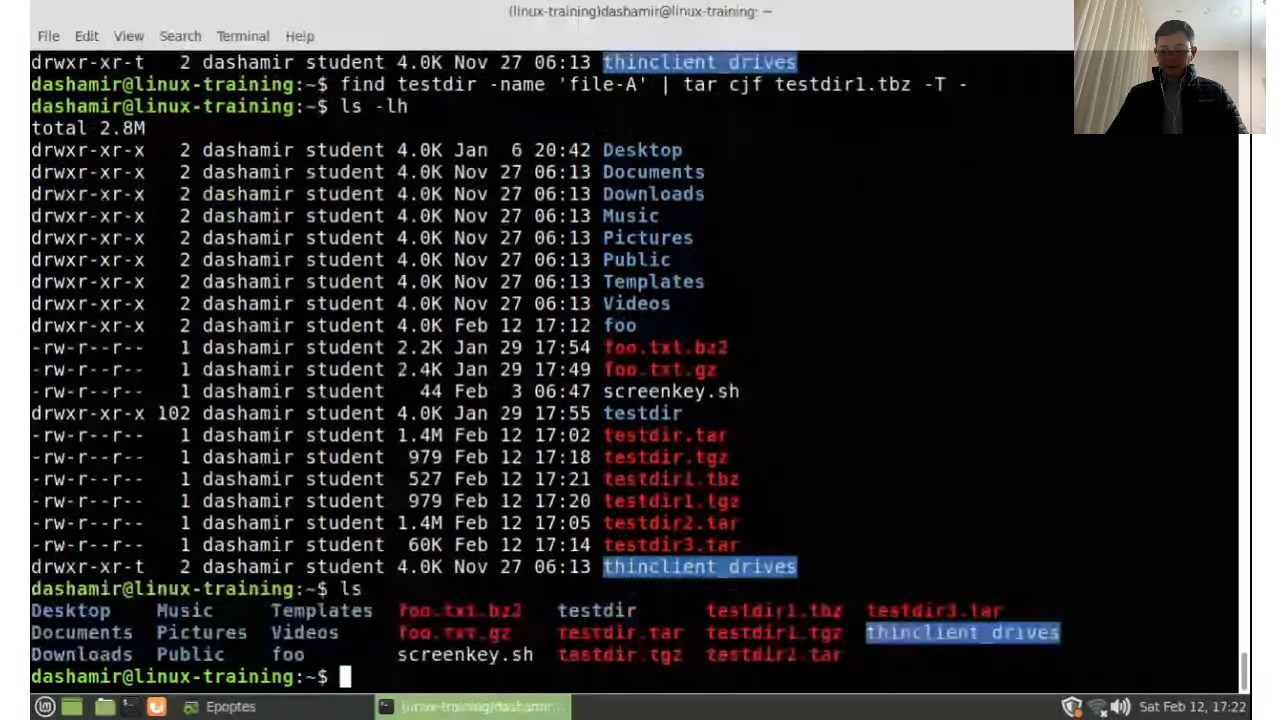 (linux-training)dashamir@linux-training: ~
File Edit View Search Terminal Help
drwxr-xr-t 2 dashamir student 4.0K Nov 27 06:13 thinclient_drives
dashamir@linux-training:~$ find testdir -name 'file-A' | tar cjf testdir1.tbz -T -
dashamir@linux-training:~$ ls -lh
total 2.8M
drwxr-xr-x 2 dashamir student 4.0K Jan 6 20:42 Desktop
drwxr-xr-x 2 dashamir student 4.0K Nov 27 06:13 Documents
drwxr-xr-x 2 dashamir student 4.0K Nov 27 06:13 Downloads
drwxr-xr-x 2 dashamir student 4.0K Nov 27 06:13 Music
drwxr-xr-x 2 dashamir student 4.0K Nov 27 06:13 Pictures
drwxr-xr-x 2 dashamir student 4.0K Nov 27 06:13 Public
drwxr-xr-x 2 dashamir student 4.0K Nov 27 06:13 Templates
drwxr-xr-x 2 dashamir student 4.0K Nov 27 06:13 Videos
drwxr-xr-x 2 dashamir student 4.0K Feb 12 17:12 foo
-rw-r--r-- 1 dashamir student 2.2K Jan 29 17:54 foo.txt.bz2
-rw-r--r-- 1 dashamir student 2.4K Jan 29 17:49 foo.txt.gz
-rw-r--r-- 1 dashamir student 44 Feb 3 06:47 screenkey.sh
drwxr-xr-x 102 dashamir student 4.0K Jan 29 17:55 testdir
-rw-r--r-- 1 dashamir student 1.4M Feb 12 17:02 testdir.tar
-rw-r--r-- 1 dashamir student 979 Feb 12 17:18 testdir.tgz
-rw-r--r-- 1 dashamir student 527 Feb 12 17:21 testdir1.tbz
-rw-r--r-- 1 dashamir student 979 Feb 12 17:20 testdir1.tgz
-rw-r--r-- 1 dashamir student 1.4M Feb 12 17:05 testdir2.tar
-rw-r--r-- 1 dashamir student 60K Feb 12 17:14 testdir3.tar
drwxr-xr-t 2 dashamir student 4.0K Nov 27 06:13 thinclient_drives
dashamir@linux-training:~$ ls
Desktop Music Templates foo.txt.bz2 testdir testdir1.tbz testdir3.tar
Documents Pictures Videos foo.txt.gz testdir.tar testdir1.tgz thinclient_drives
Downloads Public foo screenkey.sh testdir.tgz testdir2.tar
dashamir@linux-training:~$
Epoptes (linux-training)dashamir... Sat Feb 12, 17:22